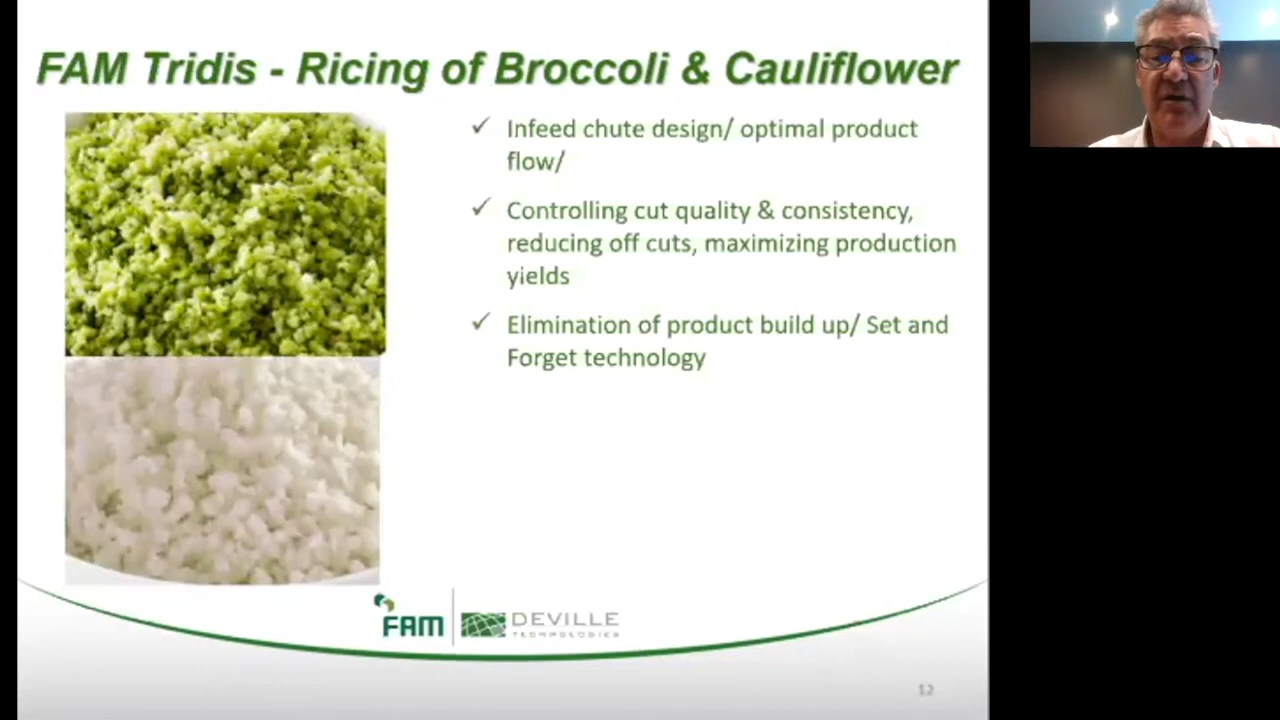 FAM Tridis - Ricing of Broccoli & Cauliflower
✓ Infeed chute design/ optimal product
flow/
✓ Controlling cut quality & consistency,
reducing off cuts, maximizing production
yields
✓ Elimination of product build up/ Set and
Forget technology
FAM
DEVILLE
TECHNOLOGIES
12